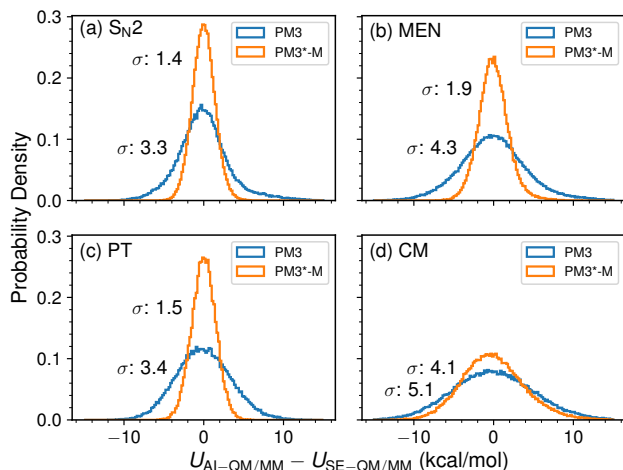 (a) S_N2
PM3
PM3*-M
σ: 1.4
σ: 3.3
0.3
0.2
0.1
0.0
(b) MEN
PM3
PM3*-M
σ: 1.9
σ: 4.3
Probability Density
(c) PT
PM3
PM3*-M
σ: 1.5
σ: 3.4
0.3
0.2
0.1
0.0
−10
0
10
(d) CM
PM3
PM3*-M
σ: 4.1
σ: 5.1
−10
0
10
U_AI−QM/MM − U_SE−QM/MM (kcal/mol)